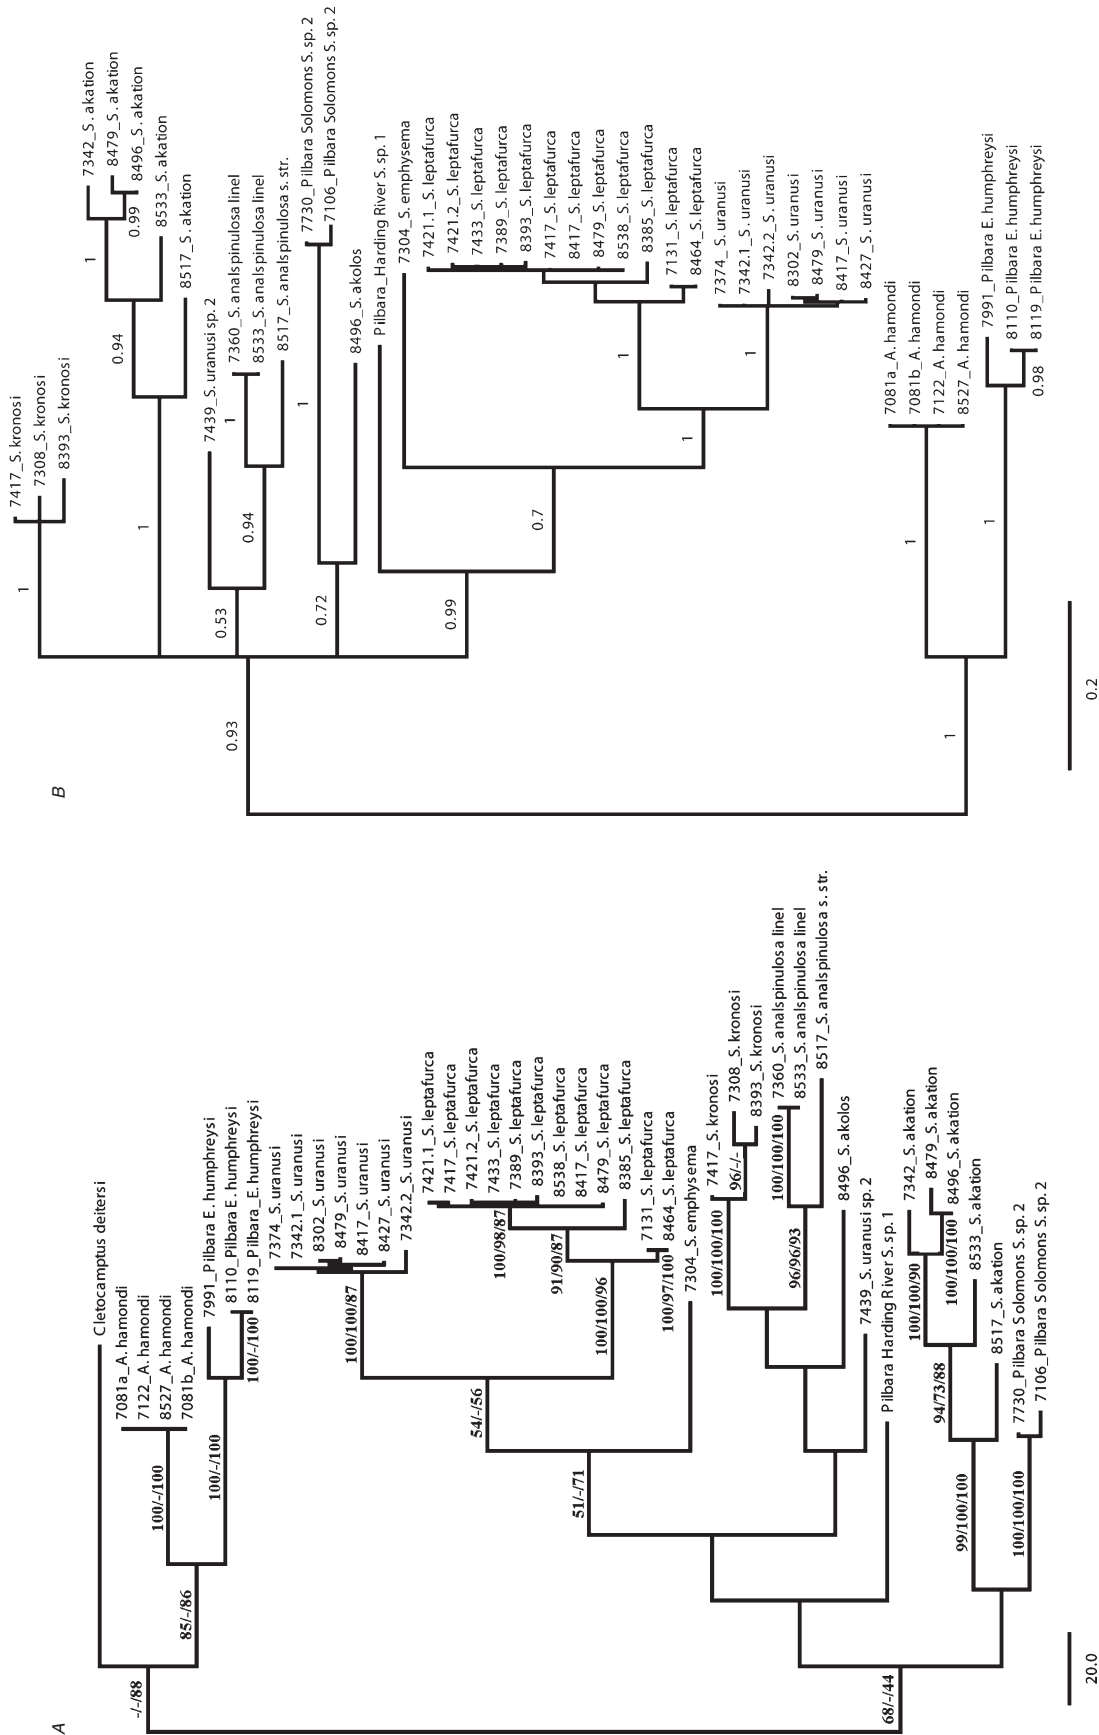 A
Cletocamptus deitersi
7081a_A. hamondi
7122_A. hamondi
8527_A. hamondi
7081b_A. hamondi
7991_Pilbara E. humphreysi
8110_Pilbara E. humphreysi
8119_Pilbara_E. humphreysi
7374_S. uranusi
7342.1_S. uranusi
8302_S. uranusi
8479_S. uranusi
8417_S. uranusi
8427_S. uranusi
7342.2_S. uranusi
7421.1_S. leptafurca
7417_S. leptafurca
7421.2_S. leptafurca
7433_S. leptafurca
7389_S. leptafurca
8393_S. leptafurca
8538_S. leptafurca
8417_S. leptafurca
8479_S. leptafurca
8385_S. leptafurca
7131_S. leptafurca
8464_S. leptafurca
7304_S. emphysema
7417_S. kronosi
7308_S. kronosi
8393_S. kronosi
7360_S. analspinulosa linel
8533_S. analspinulosa linel
8517_S. analspinulosa s. str.
8496_S. akolos
7439_S. uranusi sp. 2
Pilbara Harding River S. sp. 1
7342_S. akation
8479_S. akation
8496_S. akation
8533_S. akation
8517_S. akation
7730_Pilbara Solomons S. sp. 2
7106_Pilbara Solomons S. sp. 2
-/-/88
85/-/86
100/-/100
100/-/100
100/-/100
100/100/87
54/-/56
100/98/87
91/90/87
100/100/96
100/97/100
51/-/71
100/100/100
96/-/-
100/100/100
96/96/93
68/-/44
100/100/90
100/100/100
94/73/88
99/100/100
100/100/100
20.0
B
7417_S. kronosi
7308_S. kronosi
8393_S. kronosi
7342_S. akation
8479_S. akation
8496_S. akation
8533_S. akation
8517_S. akation
7439_S. uranusi sp. 2
7360_S. analspinulosa linel
8533_S. analspinulosa linel
8517_S. analspinulosa s. str.
7730_Pilbara Solomons S. sp. 2
7106_Pilbara Solomons S. sp. 2
8496_S. akolos
Pilbara_Harding River S. sp. 1
7304_S. emphysema
7421.1_S. leptafurca
7421.2_S. leptafurca
7433_S. leptafurca
7389_S. leptafurca
8393_S. leptafurca
7417_S. leptafurca
8417_S. leptafurca
8479_S. leptafurca
8538_S. leptafurca
8385_S. leptafurca
7131_S. leptafurca
8464_S. leptafurca
7374_S. uranusi
7342.1_S. uranusi
7342.2_S. uranusi
8302_S. uranusi
8479_S. uranusi
8417_S. uranusi
8427_S. uranusi
7081a_A. hamondi
7081b_A. hamondi
7122_A. hamondi
8527_A. hamondi
7991_Pilbara E. humphreysi
8110_Pilbara E. humphreysi
8119_Pilbara E. humphreysi
1
1
0.99
0.94
1
1
0.94
0.53
1
0.72
0.93
0.99
0.7
1
1
1
1
1
0.98
1
0.2